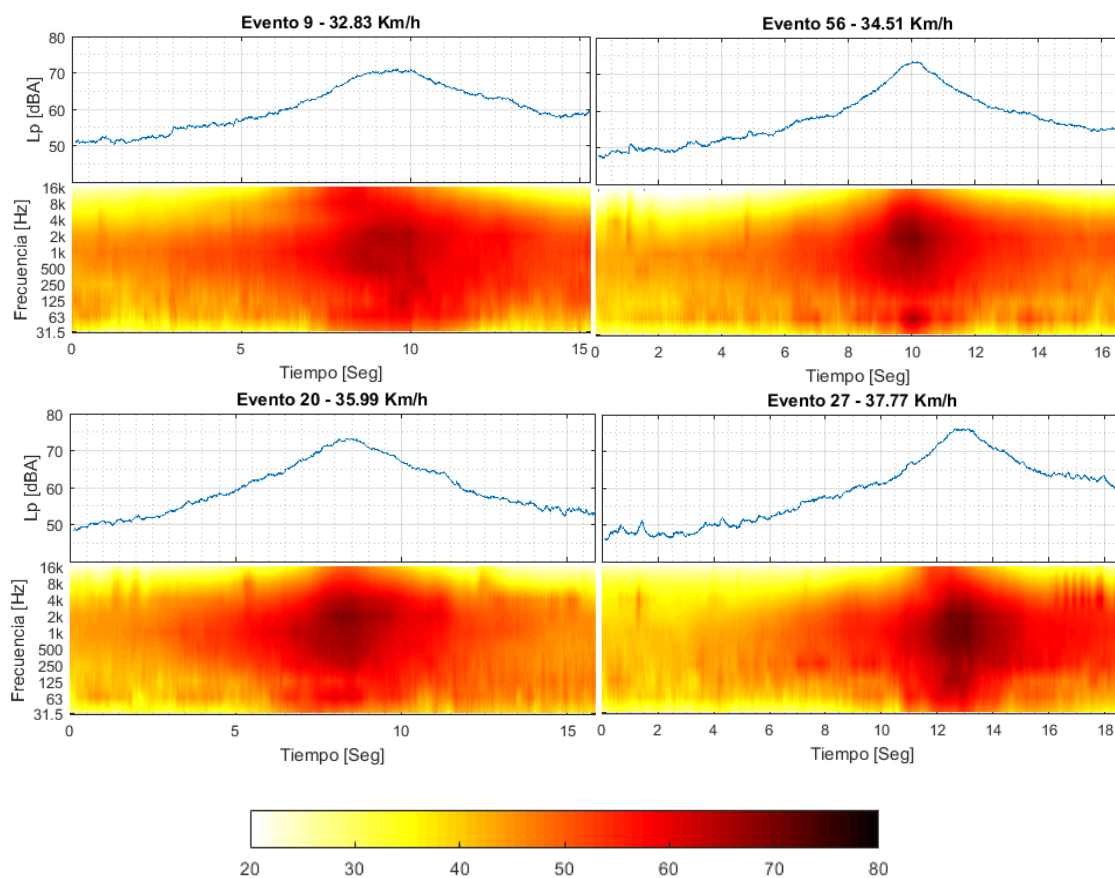 Evento 9 - 32.83 Km/h
Evento 56 - 34.51 Km/h
80
70
60
50
Lp [dBA]
16k
8k
4k
2k
1k
500
250
125
63
31.5
Frecuencia [Hz]
0 5 10 15
0 2 4 6 8 10 12 14 16
Tiempo [Seg]
Tiempo [Seg]
Evento 20 - 35.99 Km/h
Evento 27 - 37.77 Km/h
80
70
60
50
Lp [dBA]
16k
8k
4k
2k
1k
500
250
125
63
31.5
Frecuencia [Hz]
0 5 10 15
0 2 4 6 8 10 12 14 16 18
Tiempo [Seg]
Tiempo [Seg]
20 30 40 50 60 70 80